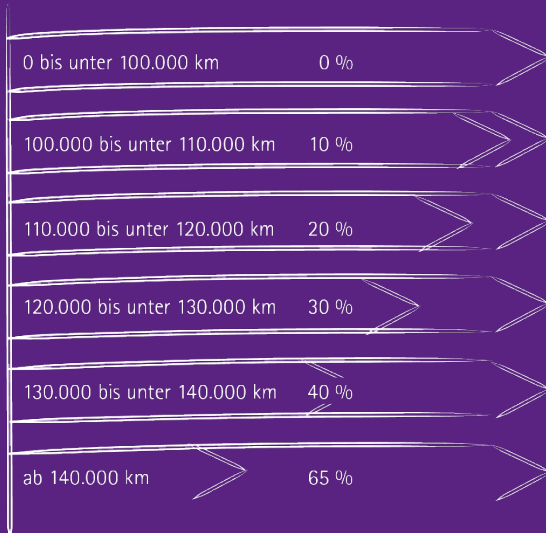 0 bis unter 100.000 km 0 %
100.000 bis unter 110.000 km 10 %
110.000 bis unter 120.000 km 20 %
120.000 bis unter 130.000 km 30 %
130.000 bis unter 140.000 km 40 %
ab 140.000 km 65 %